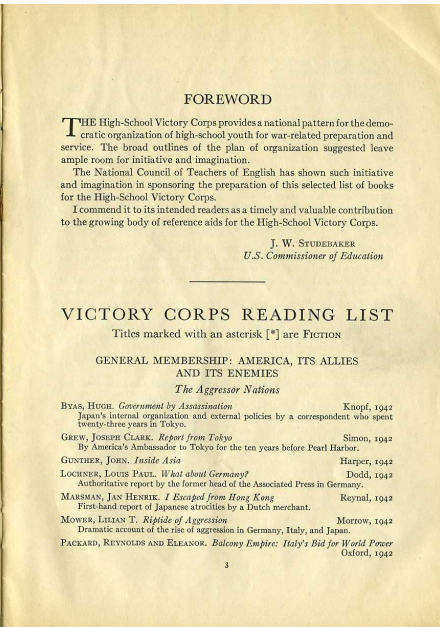 FOREWORD
THE High-School Victory Corps provides a national pattern for the demo-
cratic organization of high-school youth for war-related preparation and
service. The broad outlines of the plan of organization suggested leave
ample room for initiative and imagination.
The National Council of Teachers of English has shown such initiative
and imagination in sponsoring the preparation of this selected list of books
for the High-School Victory Corps.
I commend it to its intended readers as a timely and valuable contribution
to the growing body of reference aids for the High-School Victory Corps.
J. W. STUDEBAKER
U.S. Commissioner of Education
VICTORY CORPS READING LIST
Titles marked with an asterisk [*] are FICTION
GENERAL MEMBERSHIP: AMERICA, ITS ALLIES
AND ITS ENEMIES
The Aggressor Nations
BYAS, HUGH. Government by Assassination Knopf, 1942
Japan's internal organization and external policies by a correspondent who spent
twenty-three years in Tokyo.
GREW, JOSEPH CLARK. Report from Tokyo Simon, 1942
By America's Ambassador to Tokyo for the ten years before Pearl Harbor.
GUNTHER, JOHN. Inside Asia Harper, 1942
LOCHNER, LOUIS PAUL. What about Germany? Dodd, 1942
Authoritative report by the former head of the Associated Press in Germany.
MARSMAN, JAN HENRIK. I Escaped from Hong Kong Reynal, 1942
First-hand report of Japanese atrocities by a Dutch merchant.
MOWER, LILIAN T. Riptide of Aggression Morrow, 1942
Dramatic account of the rise of aggression in Germany, Italy, and Japan.
PACKARD, REYNOLDS AND ELEANOR. Balcony Empire: Italy's Bid for World Power
Oxford, 1942
3